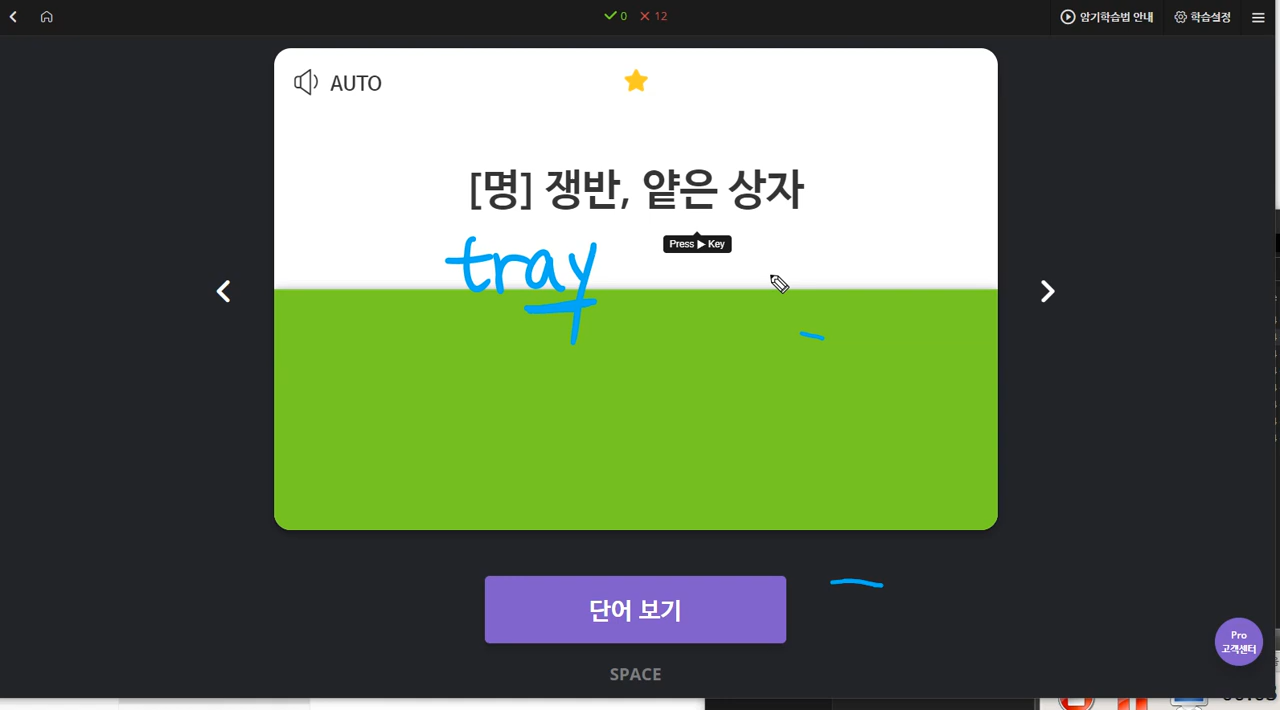 0 12
암기학습법 안내
학습설정
AUTO
[명] 쟁반, 얕은 상자
Press ▶ Key
tray
단어 보기
SPACE
Pro
고객센터